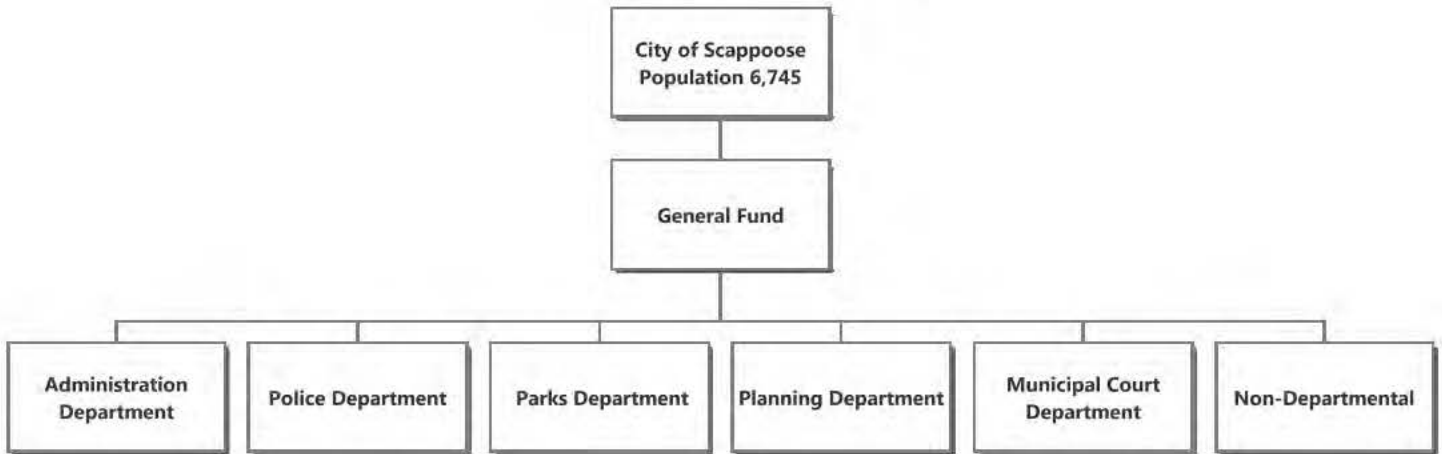 City of Scappoose
Population 6,745
General Fund
Administration
Department
Police Department
Parks Department
Planning Department
Municipal Court
Department
Non-Departmental